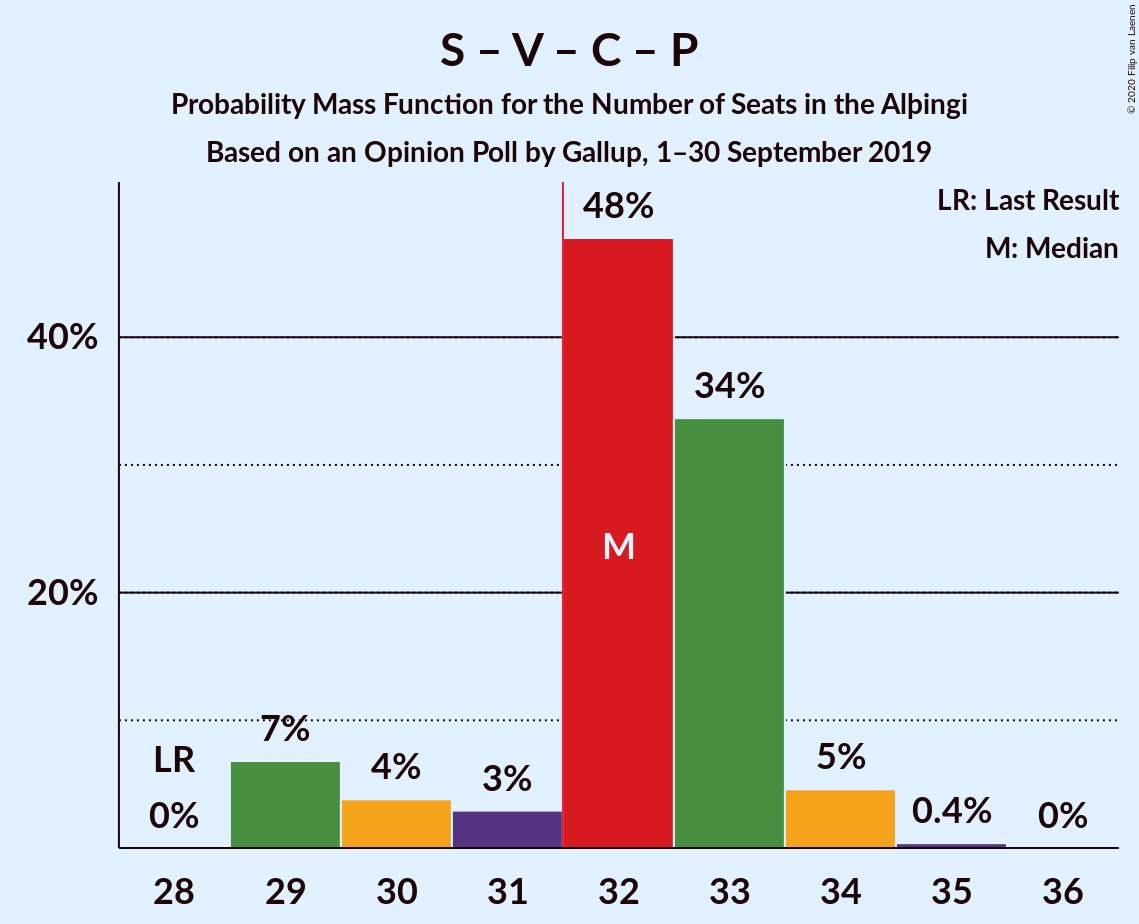 S – V – C – P
Probability Mass Function for the Number of Seats in the Alþingi
Based on an Opinion Poll by Gallup, 1–30 September 2019
© 2020 Filip van Laenen
LR: Last Result
M: Median
48%
40%
34%
M
20%
7%
LR
4%
3%
5%
0%
0.4%
0%
28 29 30 31 32 33 34 35 36